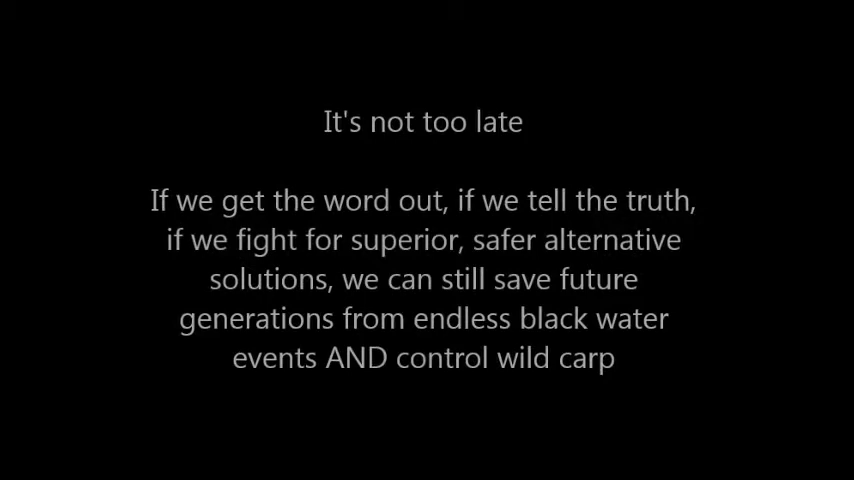 It's not too late
If we get the word out, if we tell the truth,
if we fight for superior, safer alternative
solutions, we can still save future
generations from endless black water
events AND control wild carp